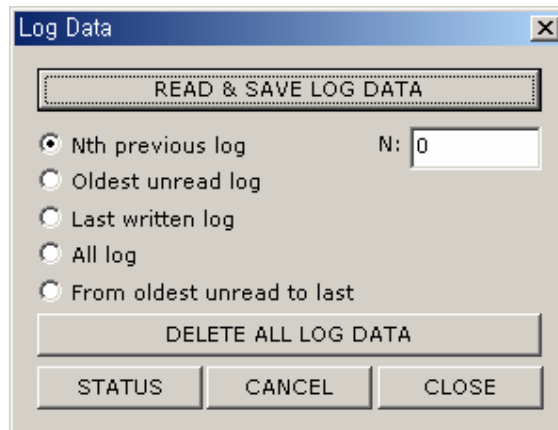 Log Data
READ & SAVE LOG DATA
Nth previous log N: 0
Oldest unread log
Last written log
All log
From oldest unread to last
DELETE ALL LOG DATA
STATUS CANCEL CLOSE